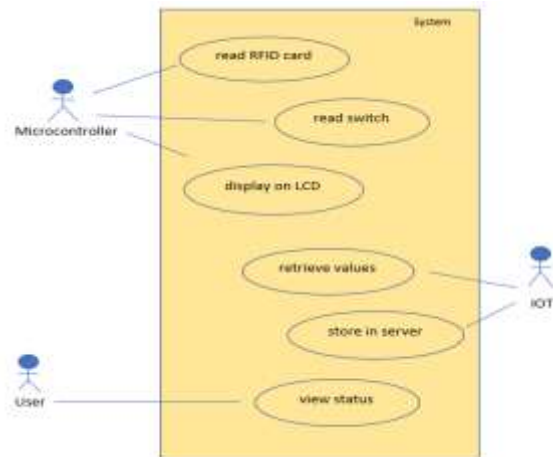 System
read RFID card
Microcontroller
read switch
display on LCD
retrieve values
IOT
store in server
User
view status